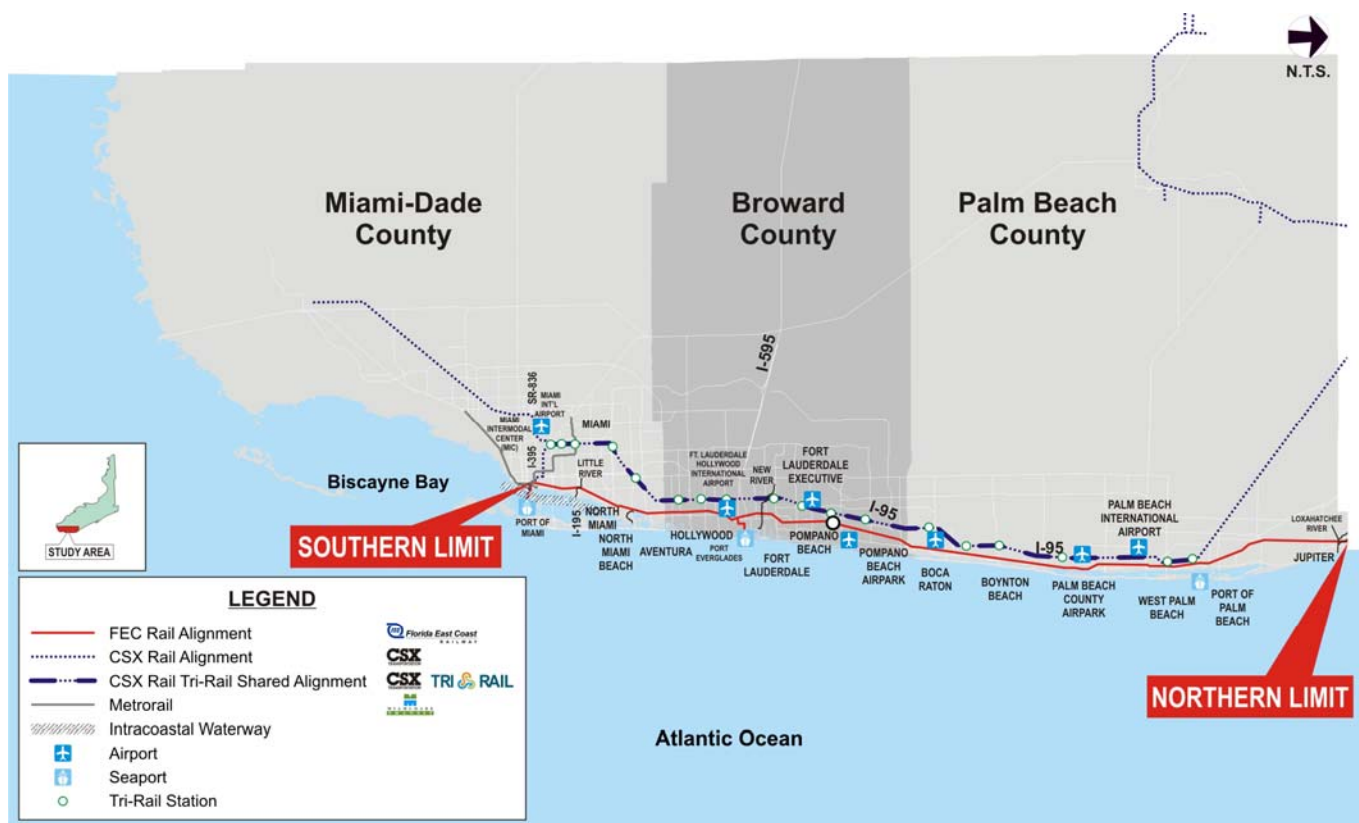 N.T.S.
Miami-Dade
County
Broward
County
Palm Beach
County
I-595
SR-836
MIAMI
INT'L
AIRPORT
MIAMI
INTERMODAL
CENTER
(MIC)
I-395
MIAMI
LITTLE
RIVER
FT. LAUDERDALE
HOLLYWOOD
INTERNATIONAL
AIRPORT
NEW
RIVER
FORT
LAUDERDALE
EXECUTIVE
I-95
I-95
PALM BEACH
INTERNATIONAL
AIRPORT
LOXAHATCHEE
RIVER
JUPITER
Biscayne Bay
PORT OF
MIAMI
I-195
NORTH
MIAMI
NORTH
MIAMI
BEACH
AVENTURA
HOLLYWOOD
PORT
EVERGLADES
FORT
LAUDERDALE
POMPANO
BEACH
POMPANO
BEACH
AIRPARK
BOCA
RATON
BOYNTON
BEACH
PALM BEACH
COUNTY
AIRPARK
WEST PALM
BEACH
PORT OF
PALM
BEACH
SOUTHERN LIMIT
NORTHERN LIMIT
STUDY AREA
Atlantic Ocean
LEGEND
FEC Rail Alignment
Florida East Coast
RAILWAY
CSX Rail Alignment
CSX
TRANSPORTATION
CSX Rail Tri-Rail Shared Alignment
CSX
TRANSPORTATION
TRI RAIL
Metrorail
Intracoastal Waterway
Airport
Seaport
Tri-Rail Station